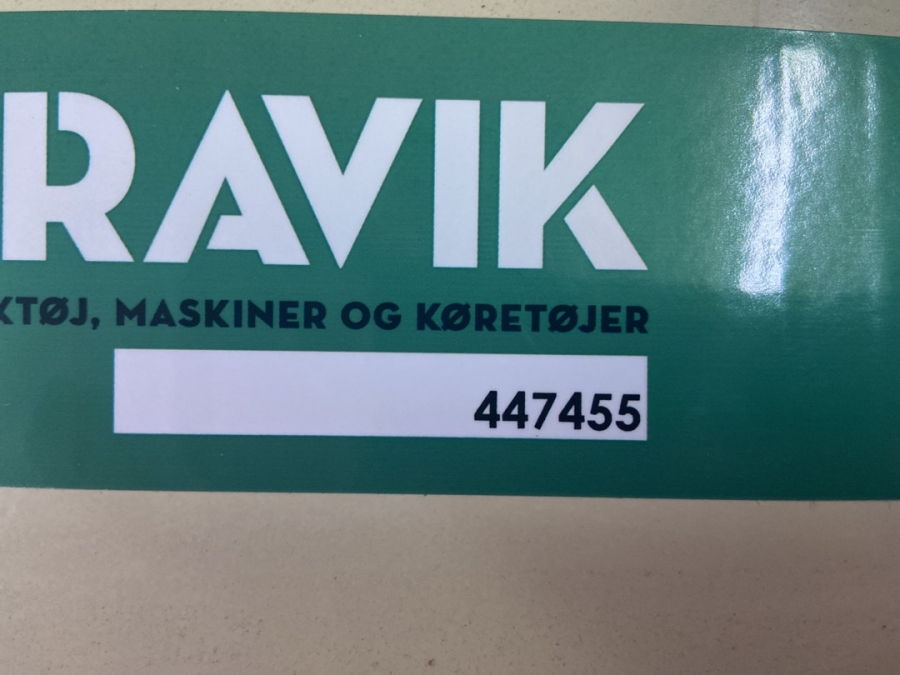 RAVIK
KTØJ, MASKINER OG KØRETØJER
447455